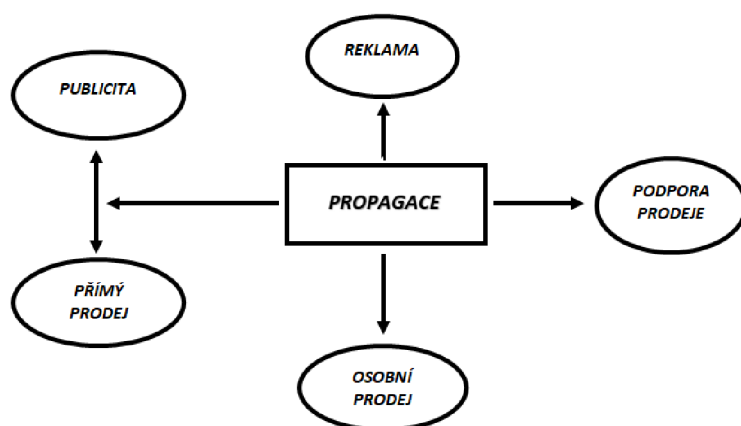 REKLAMA
PUBLICITA
PROPAGACE
PODPORA
PRODEJE
PŘÍMÝ
PRODEJ
OSOBNÍ
PRODEJ